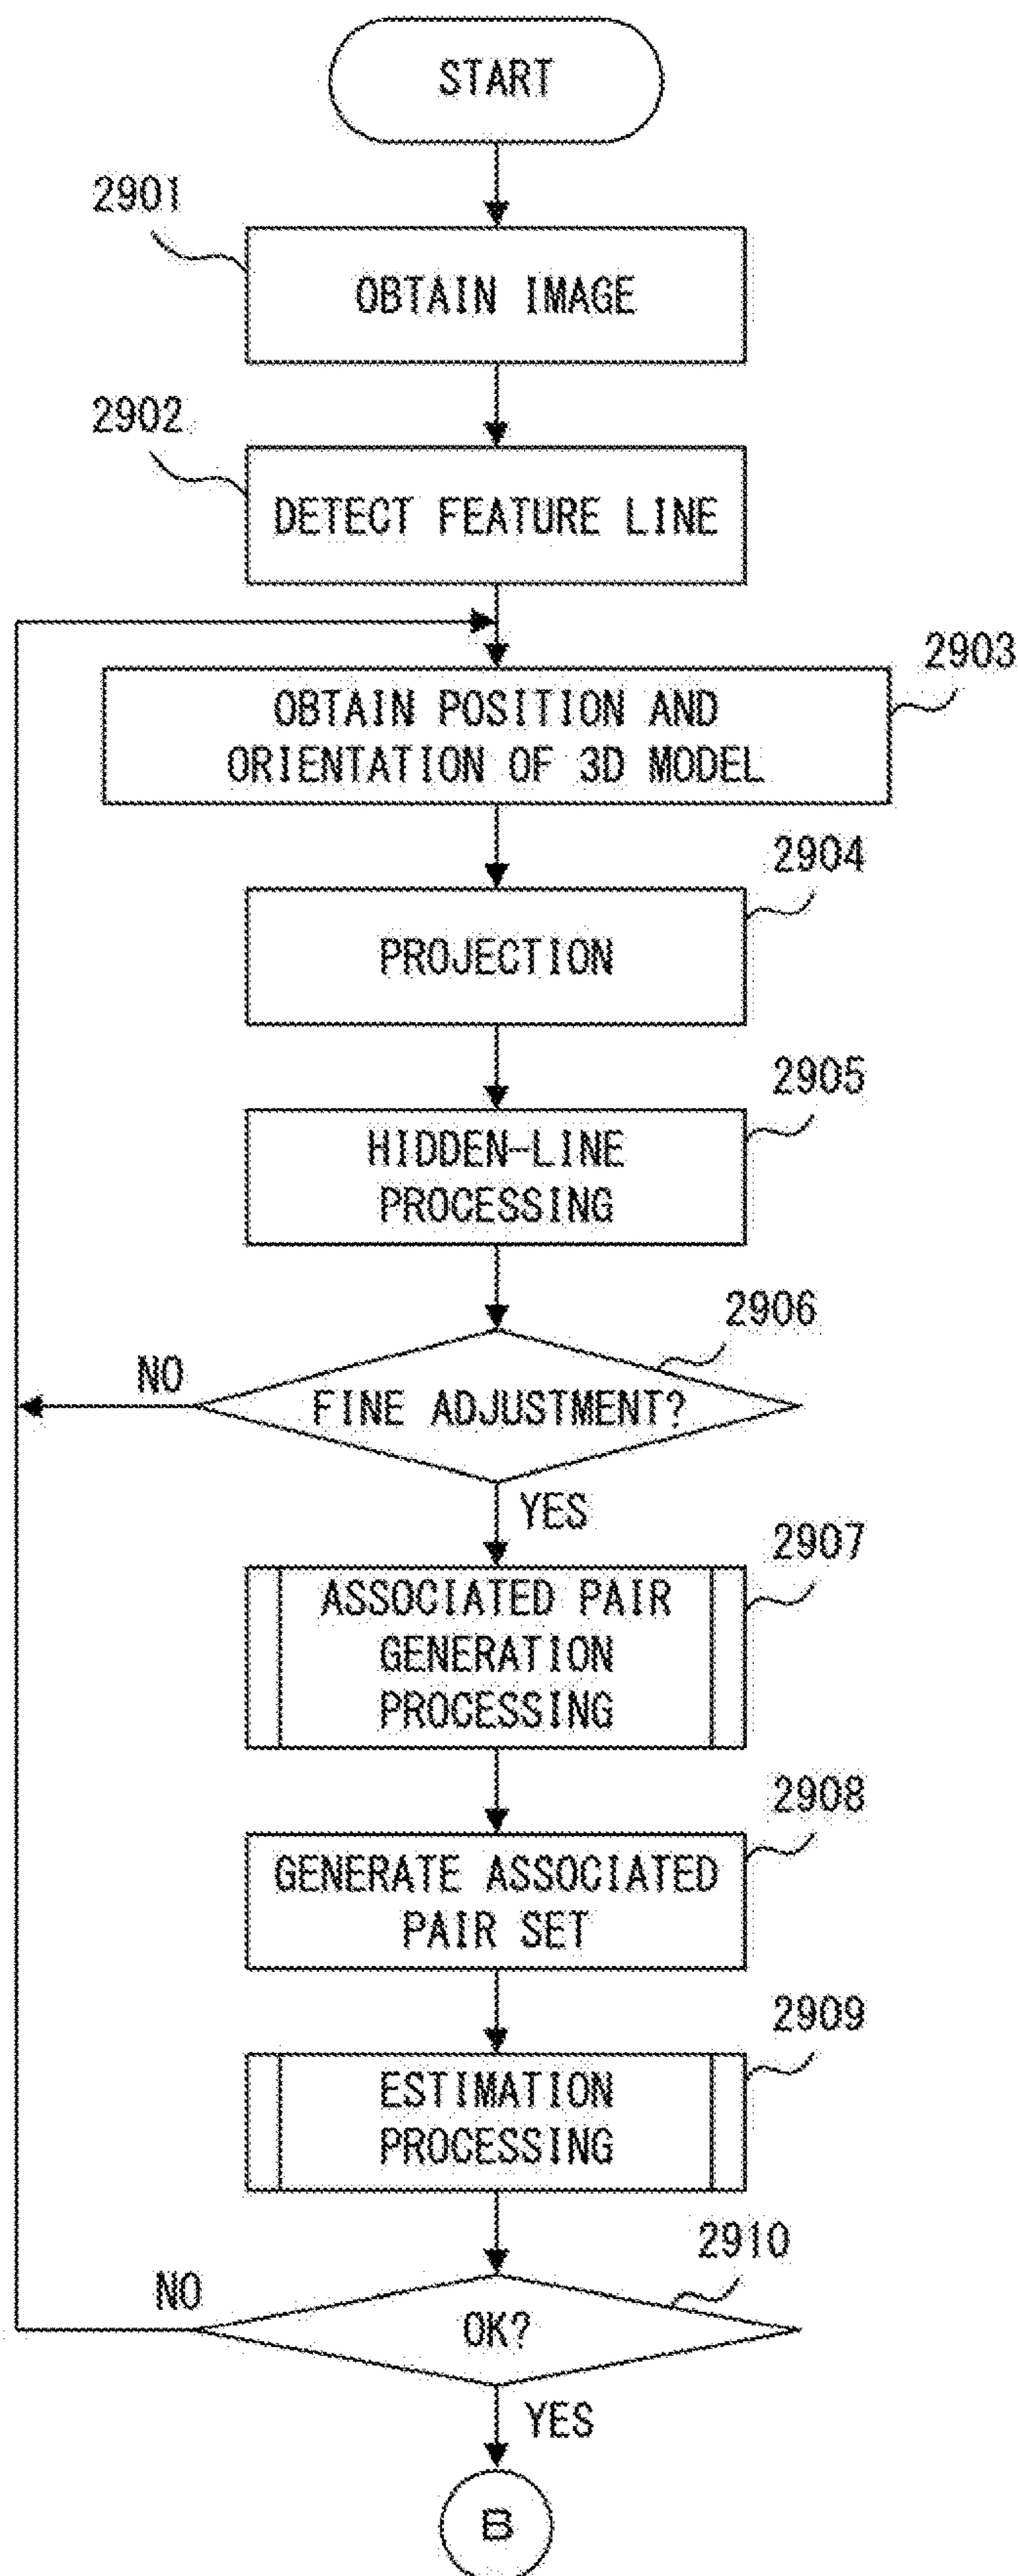 START
2901
OBTAIN IMAGE
2902
DETECT FEATURE LINE
2903
OBTAIN POSITION AND
ORIENTATION OF 3D MODEL
2904
PROJECTION
2905
HIDDEN-LINE
PROCESSING
2906
NO
FINE ADJUSTMENT?
YES
2907
ASSOCIATED PAIR
GENERATION
PROCESSING
2908
GENERATE ASSOCIATED
PAIR SET
2909
ESTIMATION
PROCESSING
2910
NO
OK?
YES
B